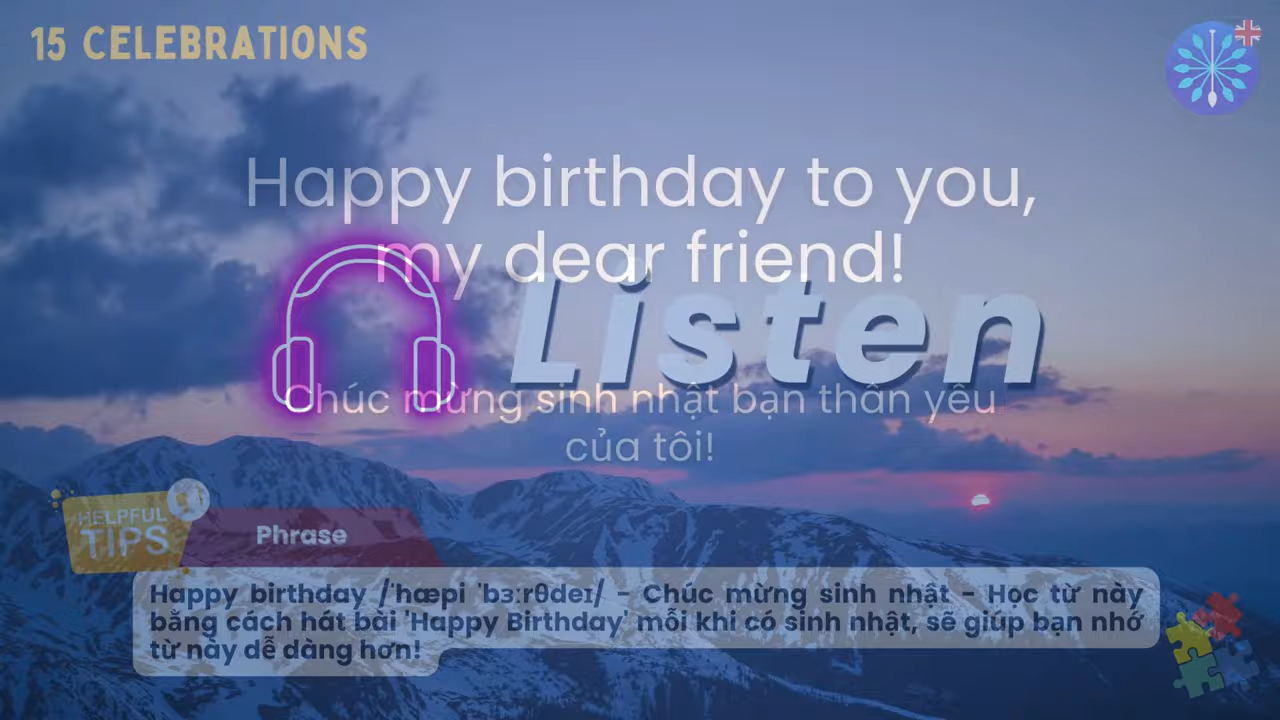 15 CELEBRATIONS
Happy birthday to you,
my dear friend!
Listen
Chúc mừng sinh nhật bạn thân yêu
của tôi!
HELPFUL
TIPS
Phrase
Happy birthday /ˈhæpi ˈbɜːrθdeɪ/ - Chúc mừng sinh nhật - Học từ này
bằng cách hát bài 'Happy Birthday' mỗi khi có sinh nhật, sẽ giúp bạn nhớ
từ này dễ dàng hơn!